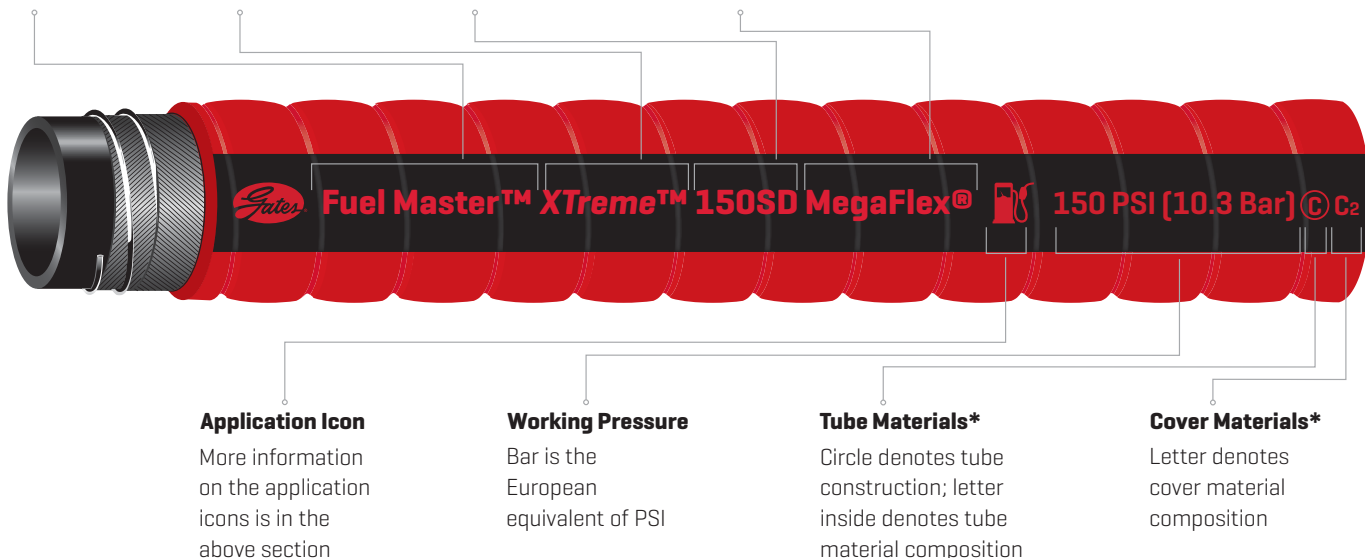 Gates
Fuel Master™ XTreme™ 150SD MegaFlex® 150 PSI (10.3 Bar) Ⓒ C₂
Application Icon
More information
on the application
icons is in the
above section
Working Pressure
Bar is the
European
equivalent of PSI
Tube Materials*
Circle denotes tube
construction; letter
inside denotes tube
material composition
Cover Materials*
Letter denotes
cover material
composition